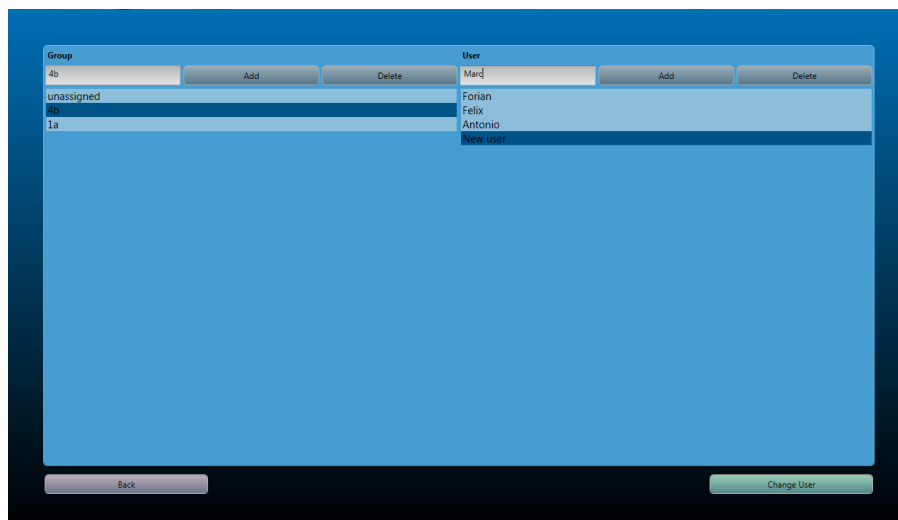 Group User
4b Add Delete Marc Add Delete
unassigned Forian
4b Felix
1a Antonio
New user
Back Change User